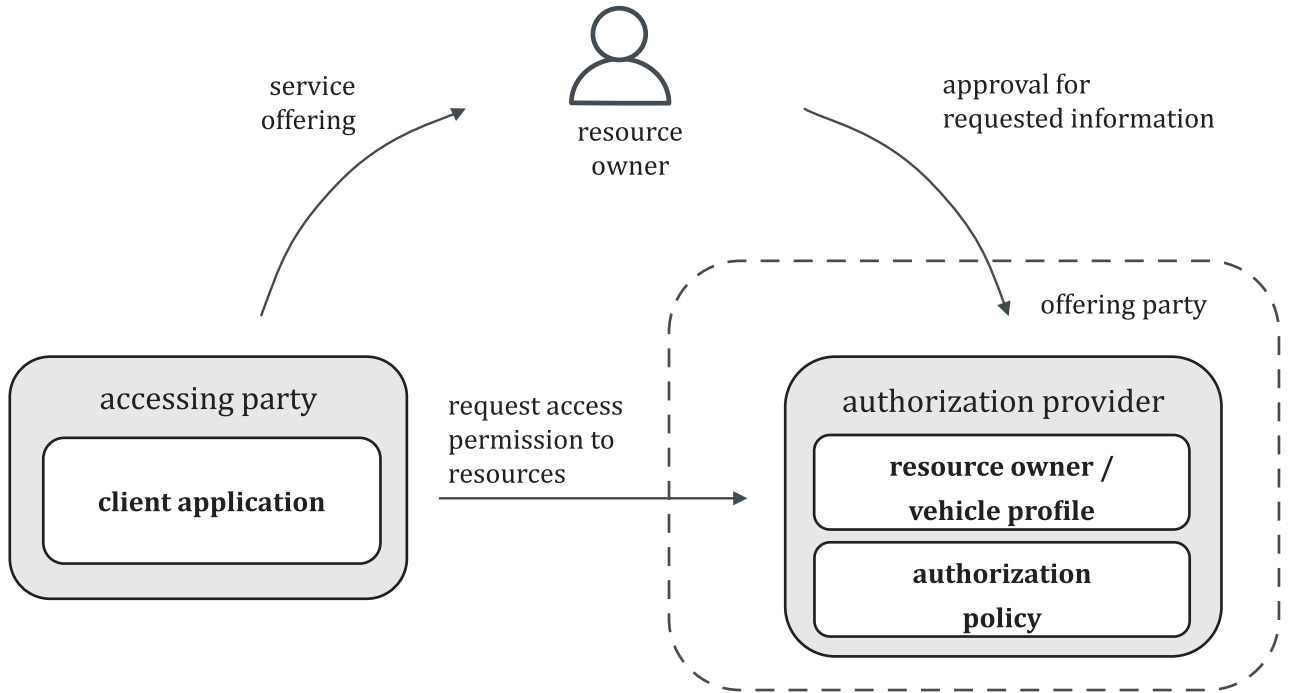 service
offering
resource
owner
approval for
requested information
offering party
accessing party
client application
request access
permission to
resources
authorization provider
resource owner /
vehicle profile
authorization
policy